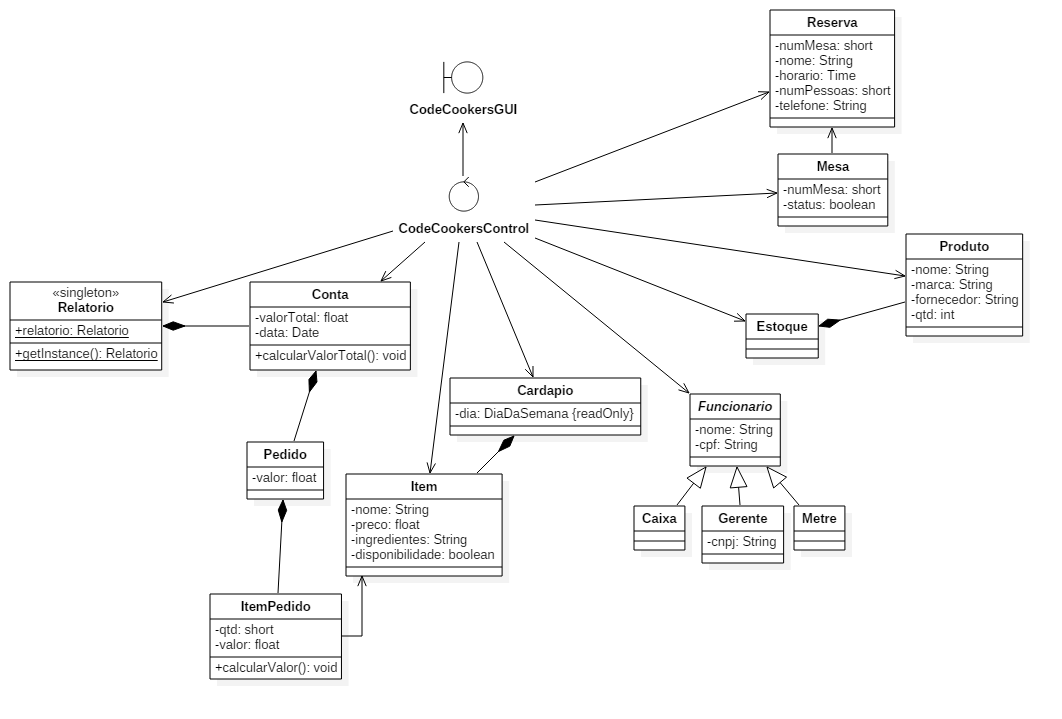 Reserva
-numMesa: short
-nome: String
-horario: Time
-numPessoas: short
-telefone: String
CodeCookersGUI
Mesa
-numMesa: short
-status: boolean
CodeCookersControl
Produto
-nome: String
-marca: String
-fornecedor: String
-qtd: int
«singleton»
Relatorio
+relatorio: Relatorio
+getInstance(): Relatorio
Conta
-valorTotal: float
-data: Date
+calcularValorTotal(): void
Estoque
Cardapio
-dia: DiaDaSemana {readOnly}
Funcionario
-nome: String
-cpf: String
Pedido
-valor: float
Item
-nome: String
-preco: float
-ingredientes: String
-disponibilidade: boolean
Caixa
Gerente
-cnpj: String
Metre
ItemPedido
-qtd: short
-valor: float
+calcularValor(): void